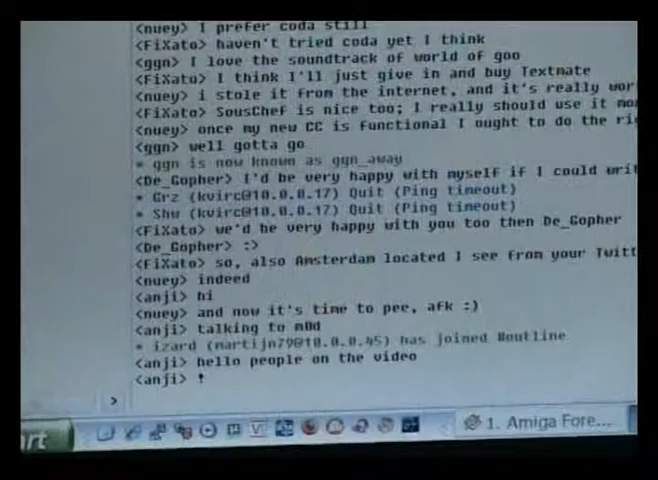 <nuey> I prefer coda still
<FiXato> haven't tried coda yet I think
<ggn> I love the soundtrack of world of goo
<FiXato> I think I'll just give in and buy Textmate
<nuey> i stole it from the internet, and it's really wor
<FiXato> SousChef is nice too; I really should use it mo
<nuey> once my new CC is functional I ought to do the ri
<ggn> well gotta go
* ggn is now known as ggn_away
<De_Gopher> I'd be very happy with myself if I could writ
* Grz (kvirc@10.0.0.17) Quit (Ping timeout)
* Shw (kvirc@10.0.0.17) Quit (Ping timeout)
<FiXato> we'd be very happy with you too then De_Gopher
<De_Gopher> :>
<FiXato> so, also Amsterdam located I see from your Twitt
<nuey> indeed
<anji> hi
<nuey> and now it's time to pee, afk :)
<anji> talking to m0d
* izard (martijn79@10.0.0.45) has joined #outline
<anji> hello people on the video
<anji> !
>
art
1. Amiga Fore...